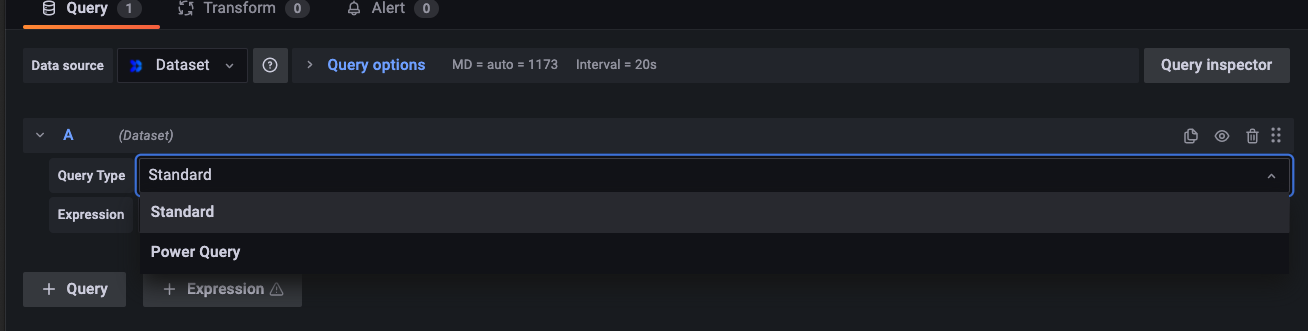 Query 1 Transform 0 Alert 0
Data source Dataset Query options MD = auto = 1173 Interval = 20s Query inspector
A (Dataset)
Query Type Standard
Expression Standard
Power Query
+ Query + Expression